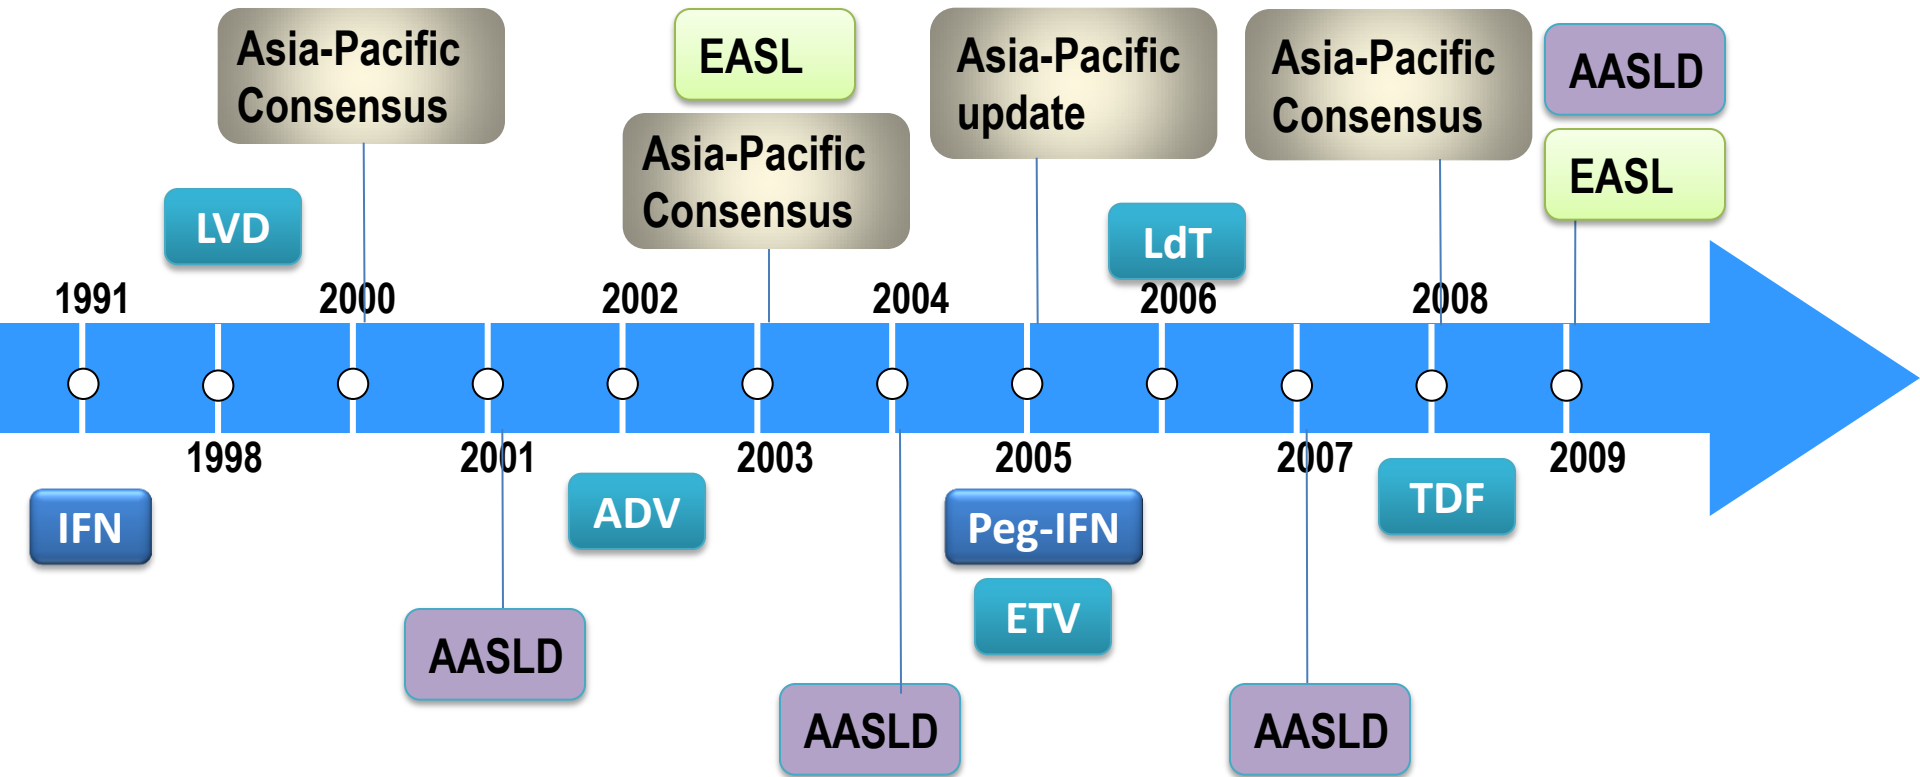 Asia-Pacific
Consensus
EASL
Asia-Pacific
Consensus
Asia-Pacific
update
Asia-Pacific
Consensus
AASLD
EASL
LVD
LdT
1991
2000
2002
2004
2006
2008
1998
2001
2003
2005
2007
2009
IFN
ADV
Peg-IFN
TDF
ETV
AASLD
AASLD
AASLD